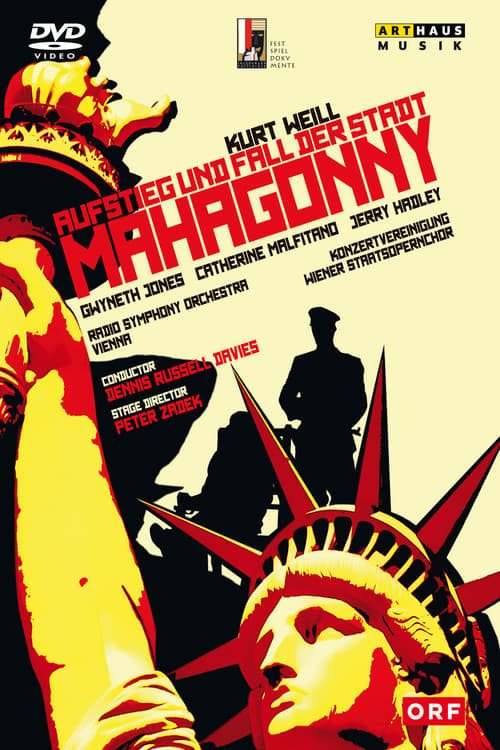 DVD
VIDEO
FEST
SPIEL
DOKU
MENTE
ARTHAUS
MUSIK
KURT WEILL
AUFSTIEG UND FALL DER STADT
MAHAGONNY
GWYNETH JONES CATHERINE MALFITANO JERRY HADLEY
RADIO SYMPHONY ORCHESTRA
VIENNA
KONZERTVEREINIGUNG
WIENER STAATSOPERNCHOR
CONDUCTOR
DENNIS RUSSELL DAVIES
STAGE DIRECTOR
PETER ZADEK
ORF